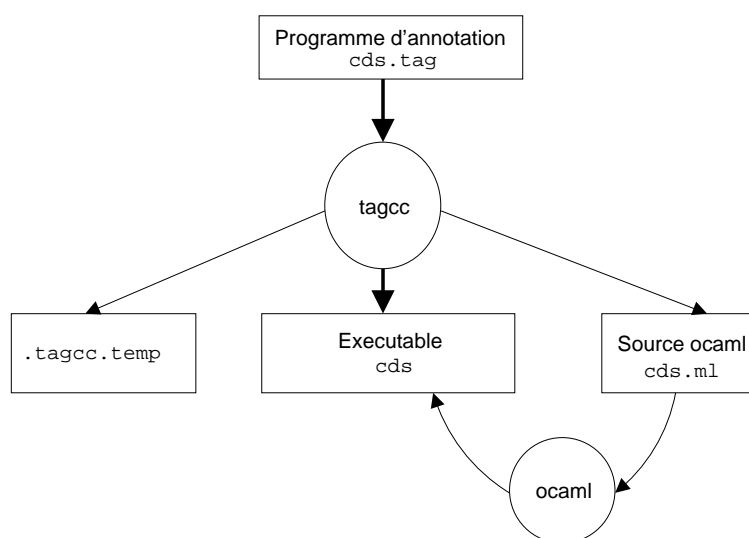 Programme d’annotation
cds.tag
tagcc
.tagcc.temp
Executable
cds
Source ocaml
cds.ml
ocaml